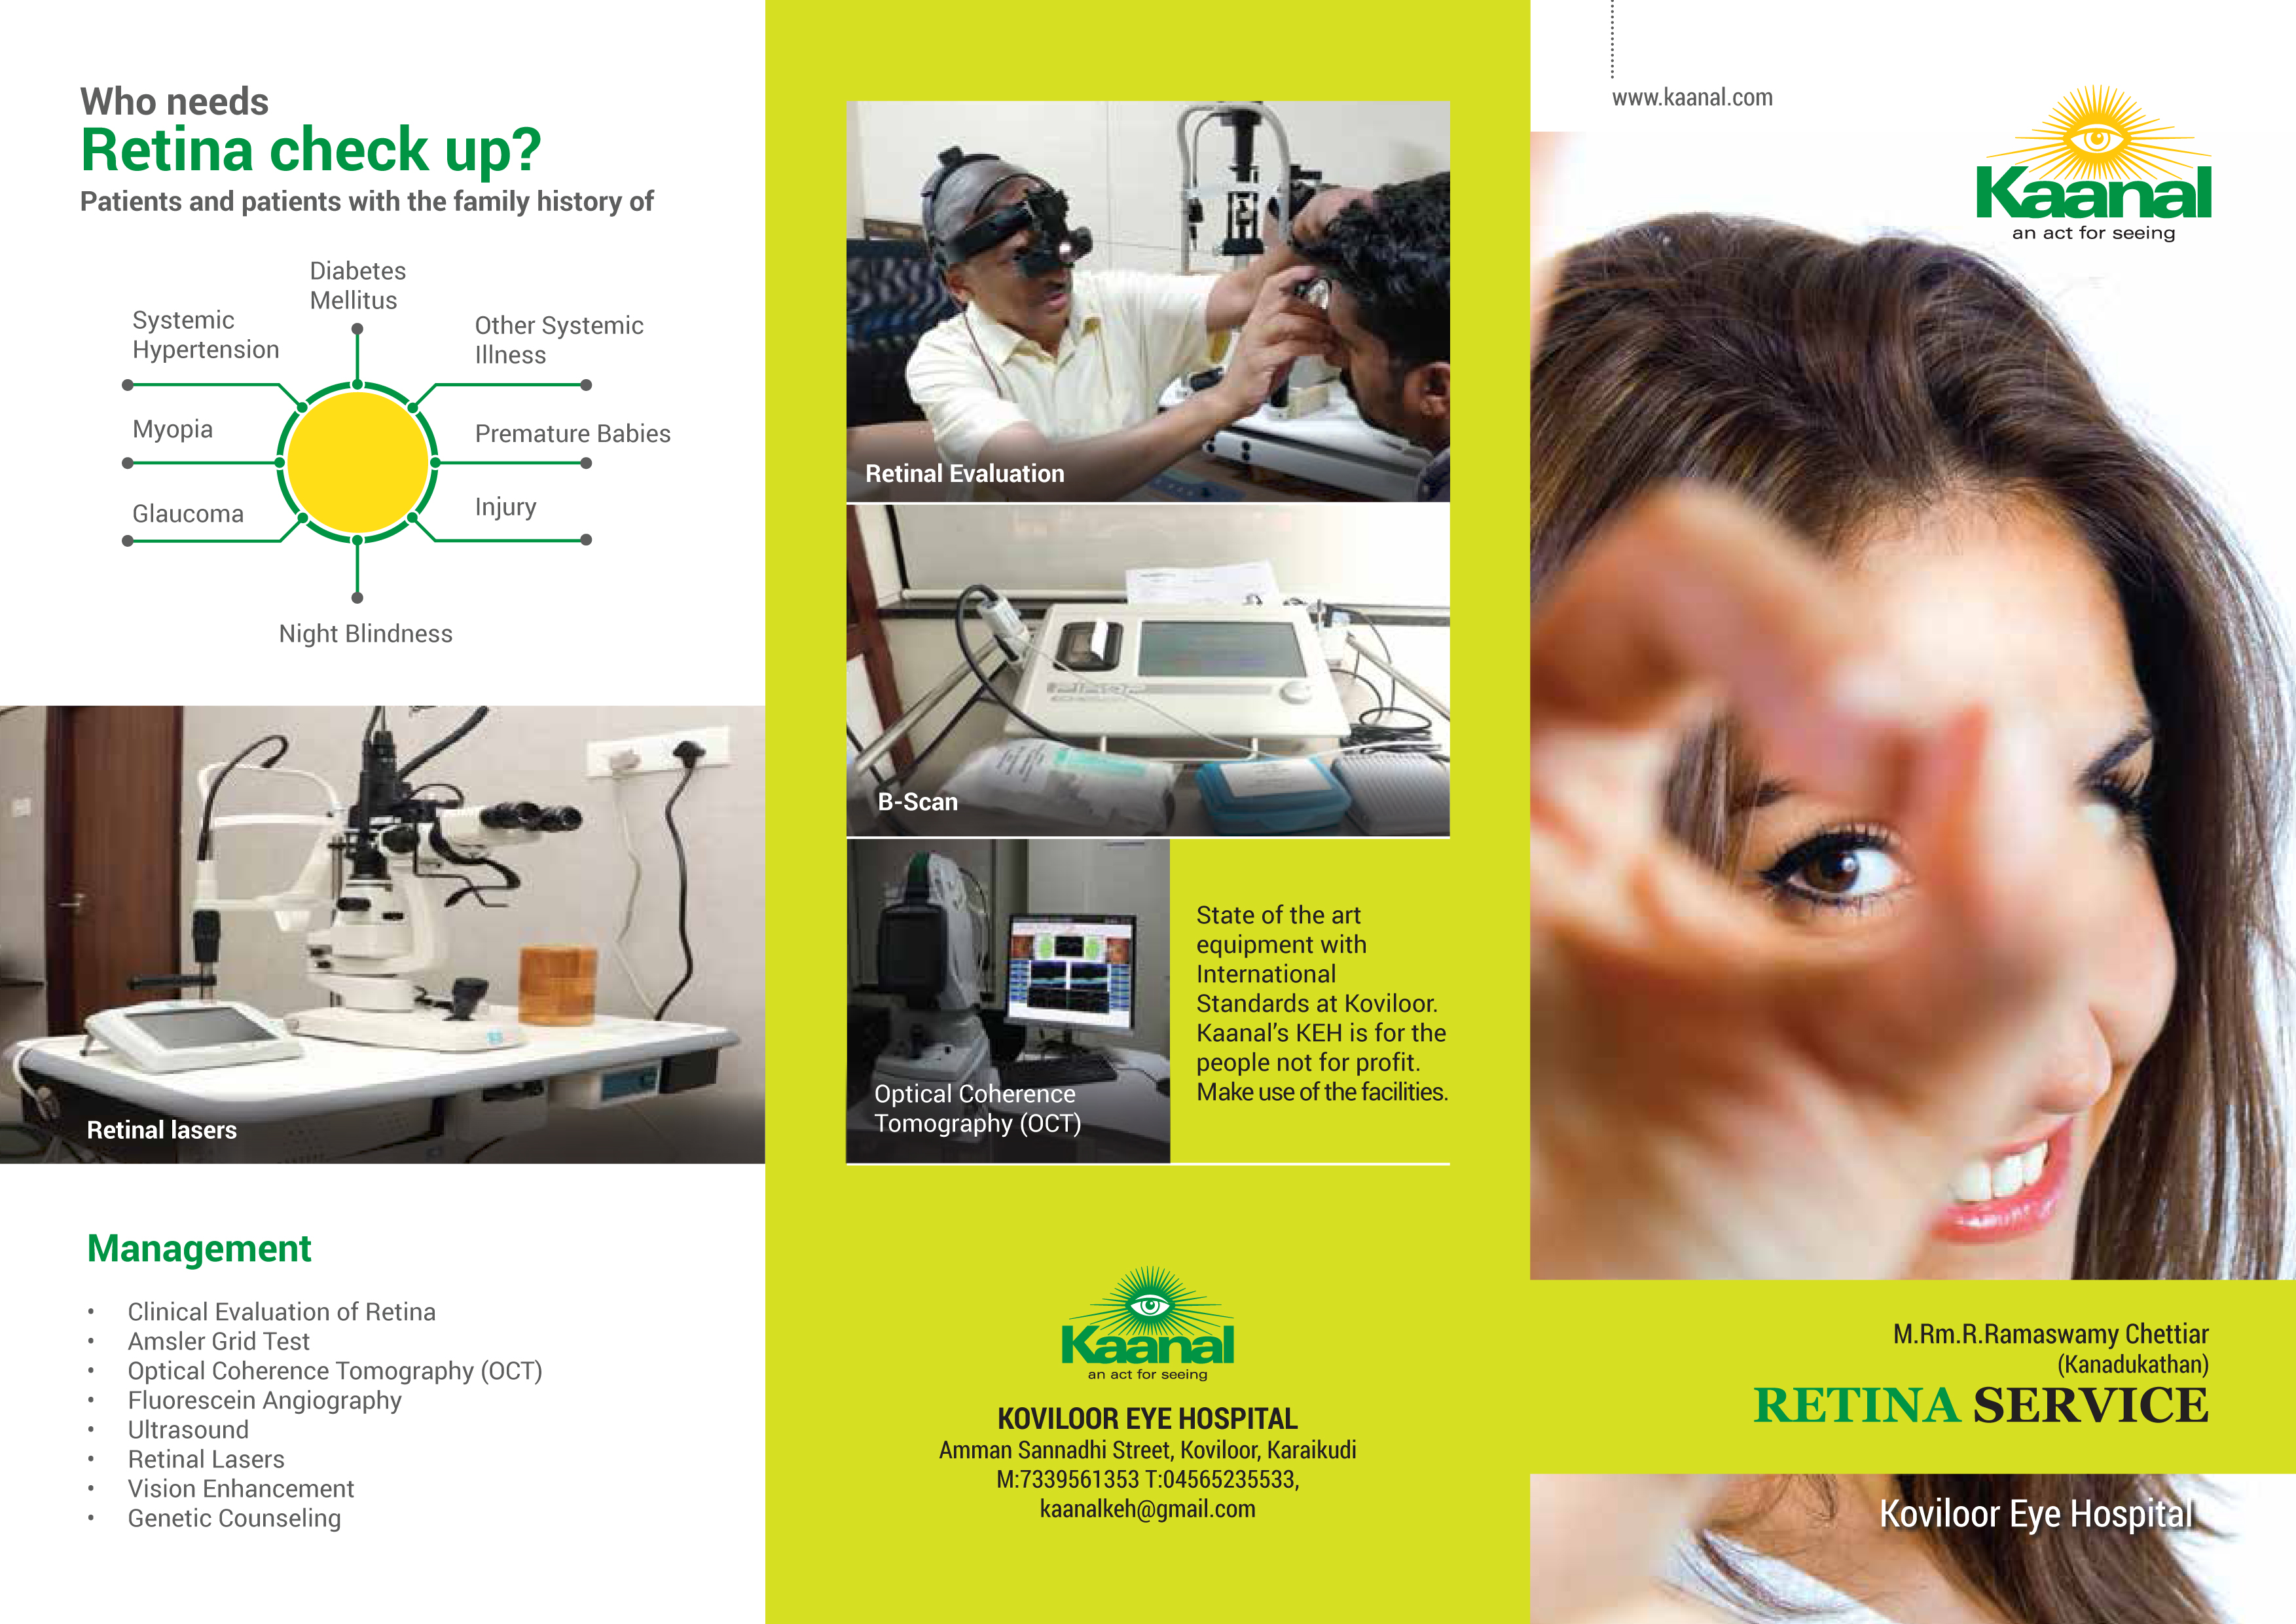 Who needs
Retina check up?
Patients and patients with the family history of
Diabetes
Mellitus
Systemic
Hypertension
Other Systemic
Illness
Myopia
Premature Babies
Glaucoma
Injury
Night Blindness
Retinal lasers
Management
• Clinical Evaluation of Retina
• Amsler Grid Test
• Optical Coherence Tomography (OCT)
• Fluorescein Angiography
• Ultrasound
• Retinal Lasers
• Vision Enhancement
• Genetic Counseling
Retinal Evaluation
B-Scan
Optical Coherence
Tomography (OCT)
State of the art
equipment with
International
Standards at Koviloor.
Kaanal’s KEH is for the
people not for profit.
Make use of the facilities.
Kaanal
an act for seeing
KOVILOOR EYE HOSPITAL
Amman Sannadhi Street, Koviloor, Karaikudi
M:7339561353 T:04565235533,
kaanalkeh@gmail.com
www.kaanal.com
Kaanal
an act for seeing
M.Rm.R.Ramaswamy Chettiar
(Kanadukathan)
RETINA SERVICE
Koviloor Eye Hospital